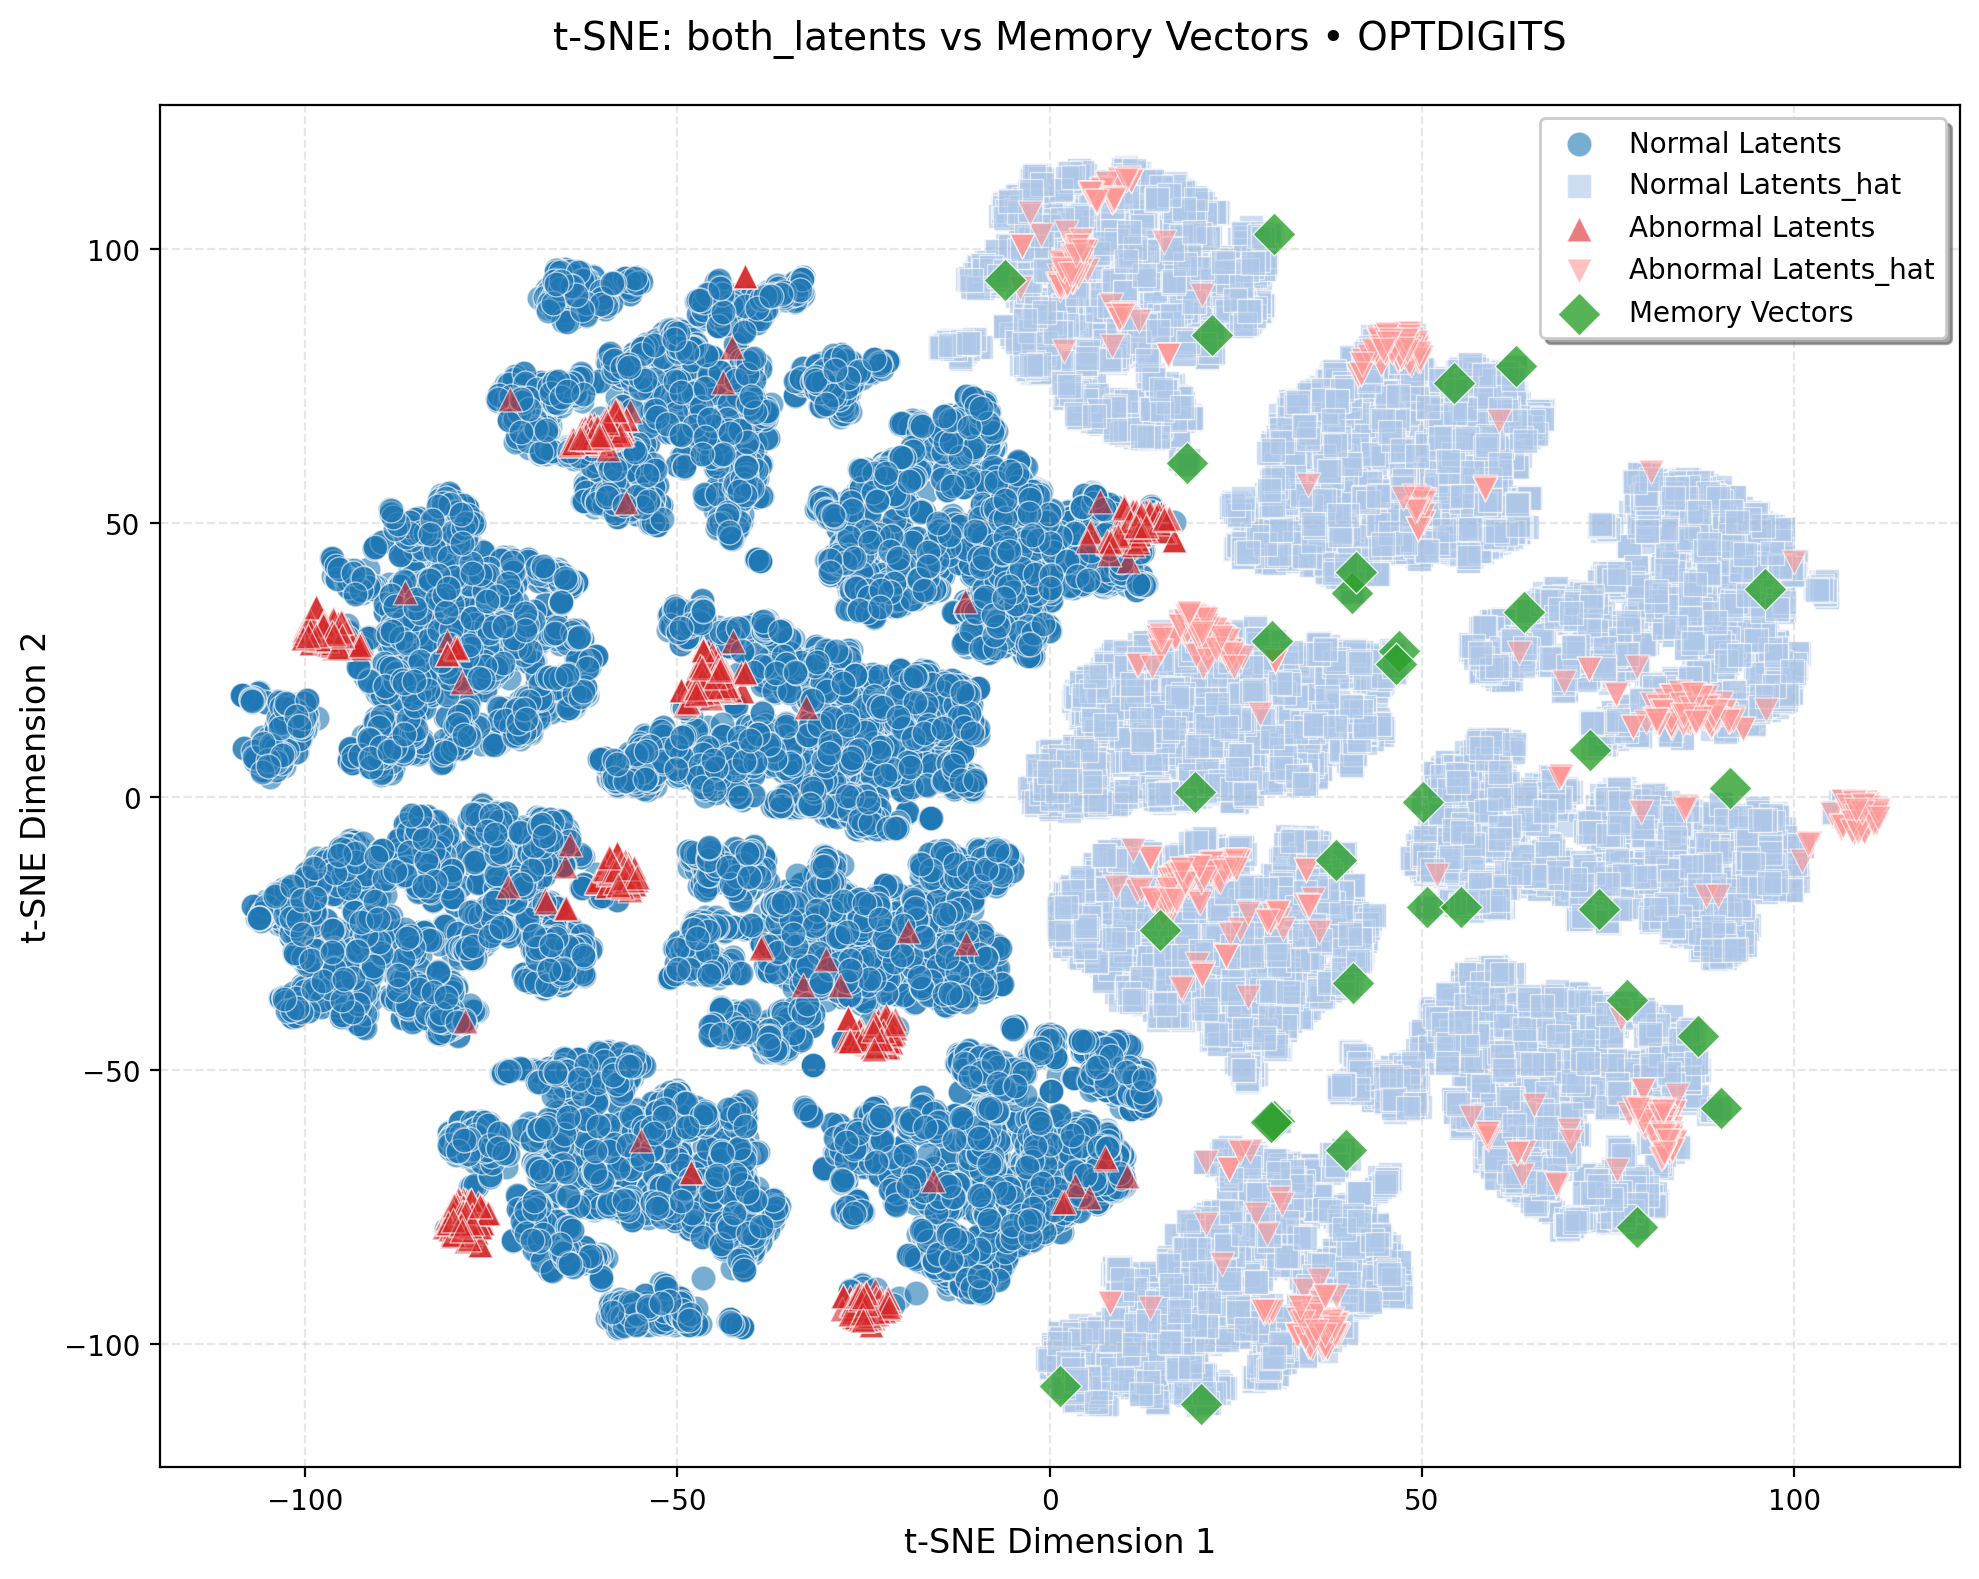 t-SNE: both_latents vs Memory Vectors • OPTDIGITS
Normal Latents
Normal Latents_hat
Abnormal Latents
Abnormal Latents_hat
Memory Vectors
100
50
0
−50
−100
t-SNE Dimension 2
−100
−50
0
50
100
t-SNE Dimension 1